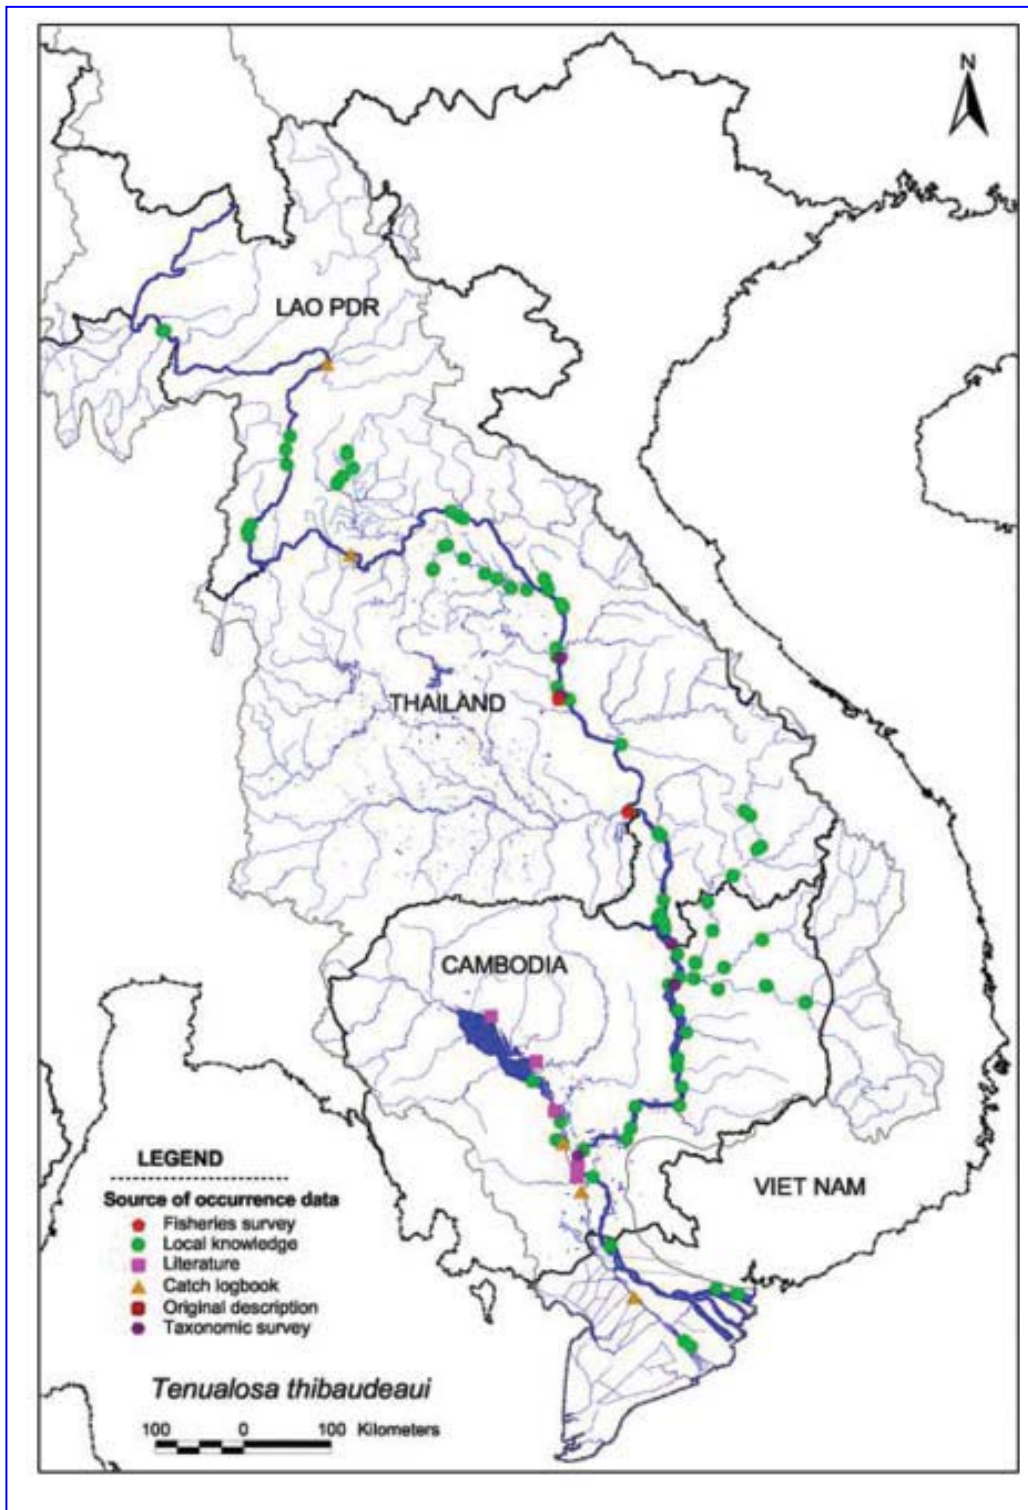 N
LAO PDR
THAILAND
CAMBODIA
VIET NAM
LEGEND
Source of occurrence data
Fisheries survey
Local knowledge
Literature
Catch logbook
Original description
Taxonomic survey
Tenualosa thibaudeaui
100 0 100 Kilometers